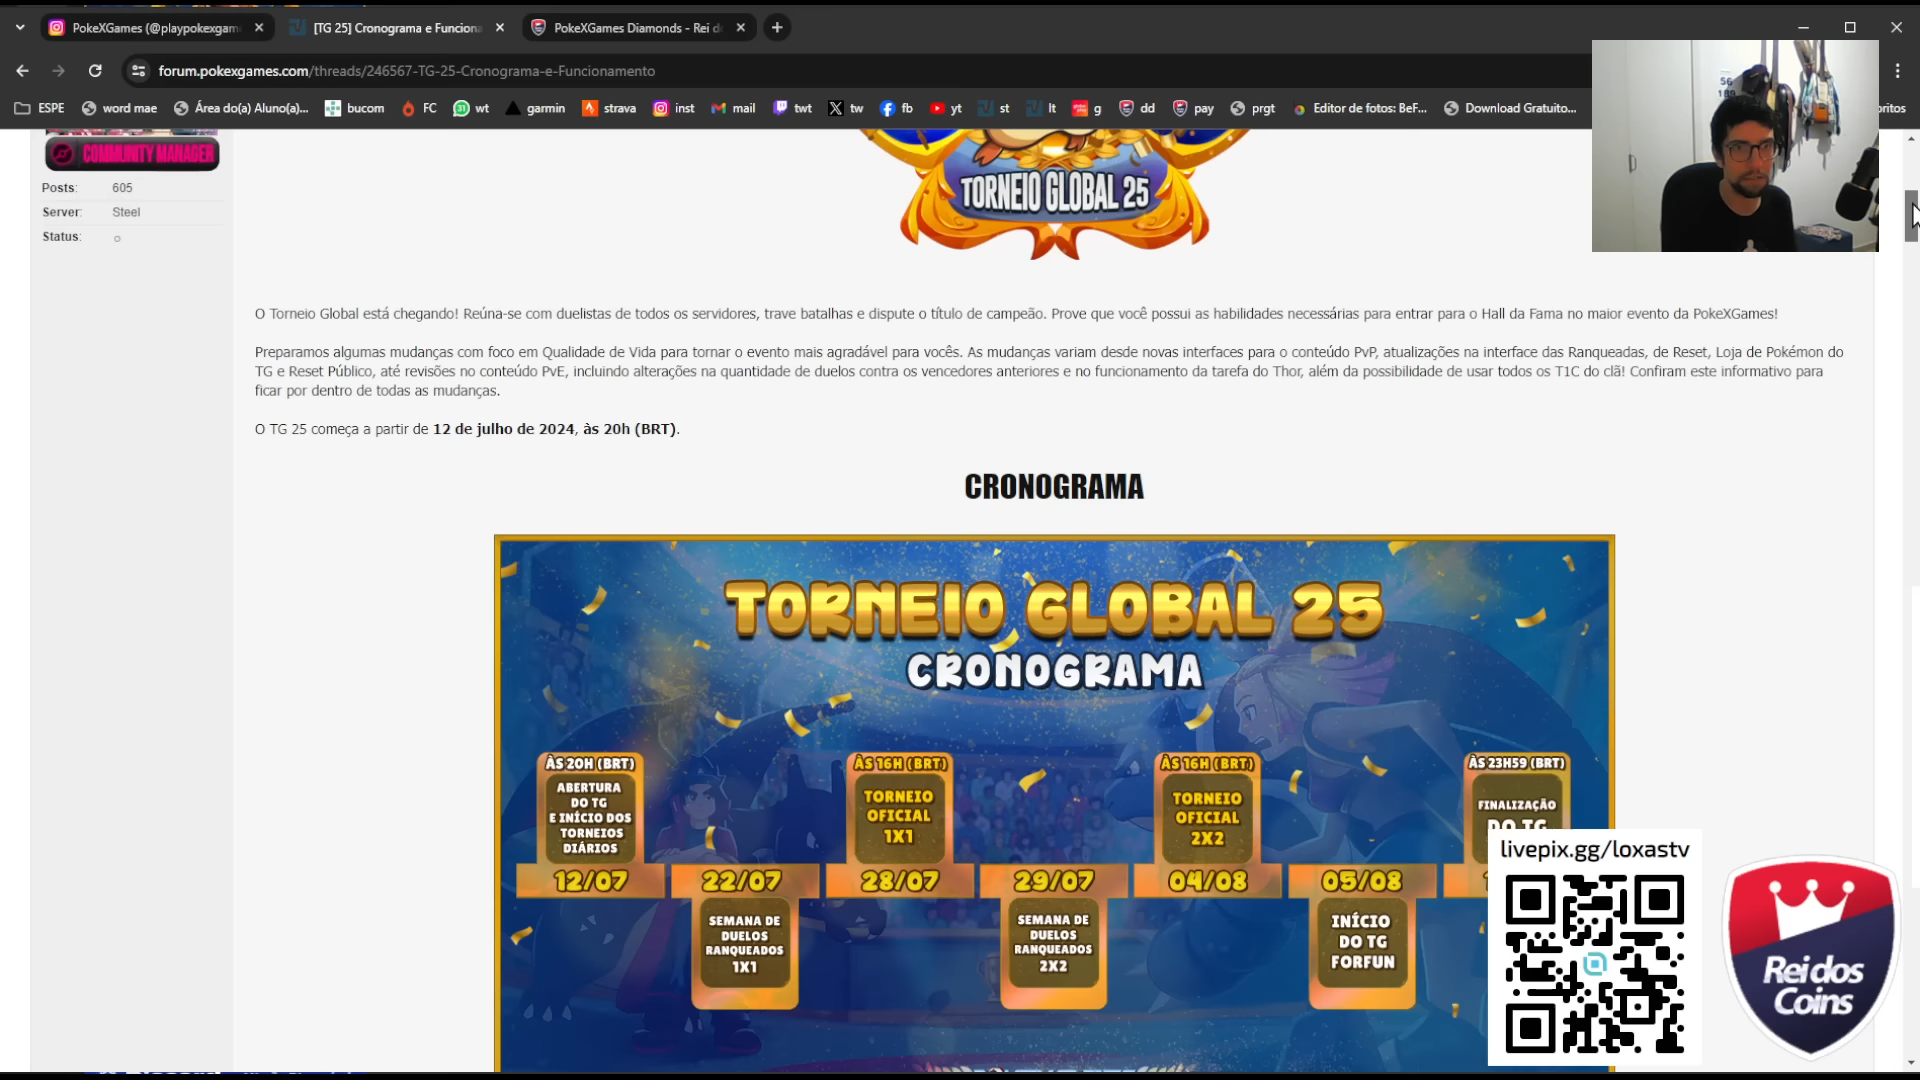 PokeXGames (@playpokexgam
[TG 25] Cronograma e Funciona
PokeXGames Diamonds - Rei d
forum.pokexgames.com/threads/246567-TG-25-Cronograma-e-Funcionamento
ESPE
word mae
Área do(a) Aluno(a)...
bucom
FC
wt
garmin
strava
inst
mail
twt
tw
fb
yt
st
lt
g
dd
pay
prgt
Editor de fotos: BeF...
Download Gratuito...
oritos
COMMUNITY MANAGER
Posts: 605
Server: Steel
Status:
TORNEIO GLOBAL 25
O Torneio Global está chegando! Reúna-se com duelistas de todos os servidores, trave batalhas e dispute o título de campeão. Prove que você possui as habilidades necessárias para entrar para o Hall da Fama no maior evento da PokeXGames!
Preparamos algumas mudanças com foco em Qualidade de Vida para tornar o evento mais agradável para vocês. As mudanças variam desde novas interfaces para o conteúdo PvP, atualizações na interface das Ranqueadas, de Reset, Loja de Pokémon do
TG e Reset Público, até revisões no conteúdo PvE, incluindo alterações na quantidade de duelos contra os vencedores anteriores e no funcionamento da tarefa do Thor, além da possibilidade de usar todos os T1C do clã! Confiram este informativo para
ficar por dentro de todas as mudanças.
O TG 25 começa a partir de 12 de julho de 2024, às 20h (BRT).
CRONOGRAMA
TORNEIO GLOBAL 25
CRONOGRAMA
ÀS 20H (BRT)
ABERTURA
DO TG
E INÍCIO DOS
TORNEIOS
DIÁRIOS
12/07
22/07
SEMANA DE
DUELOS
RANQUEADOS
1X1
ÀS 16H (BRT)
TORNEIO
OFICIAL
1X1
28/07
29/07
SEMANA DE
DUELOS
RANQUEADOS
2X2
ÀS 16H (BRT)
TORNEIO
OFICIAL
2X2
04/08
05/08
INÍCIO
DO TG
FORFUN
ÀS 23H59 (BRT)
FINALIZAÇÃO
DO TG
livepix.gg/loxastv
Rei dos
Coins